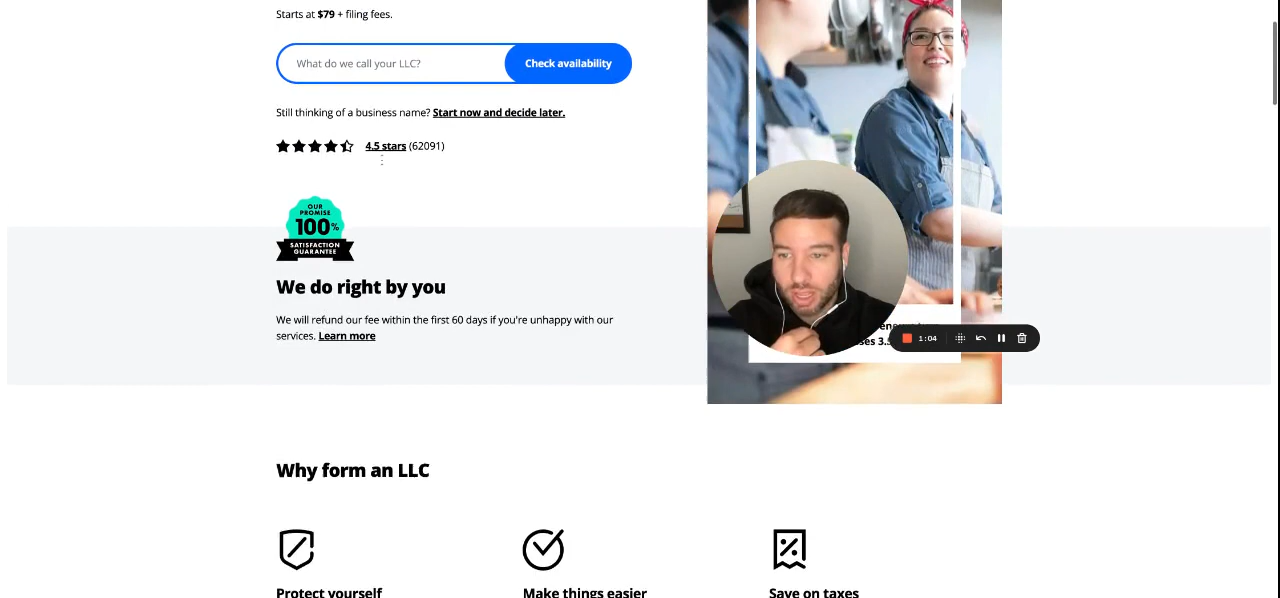 Starts at $79 + filing fees.
What do we call your LLC?
Check availability
Still thinking of a business name? Start now and decide later.
4.5 stars (62091)
OUR
PROMISE
100%
SATISFACTION
GUARANTEE
We do right by you
We will refund our fee within the first 60 days if you're unhappy with our
services. Learn more
1:04
Why form an LLC
Protect yourself
Make things easier
Save on taxes